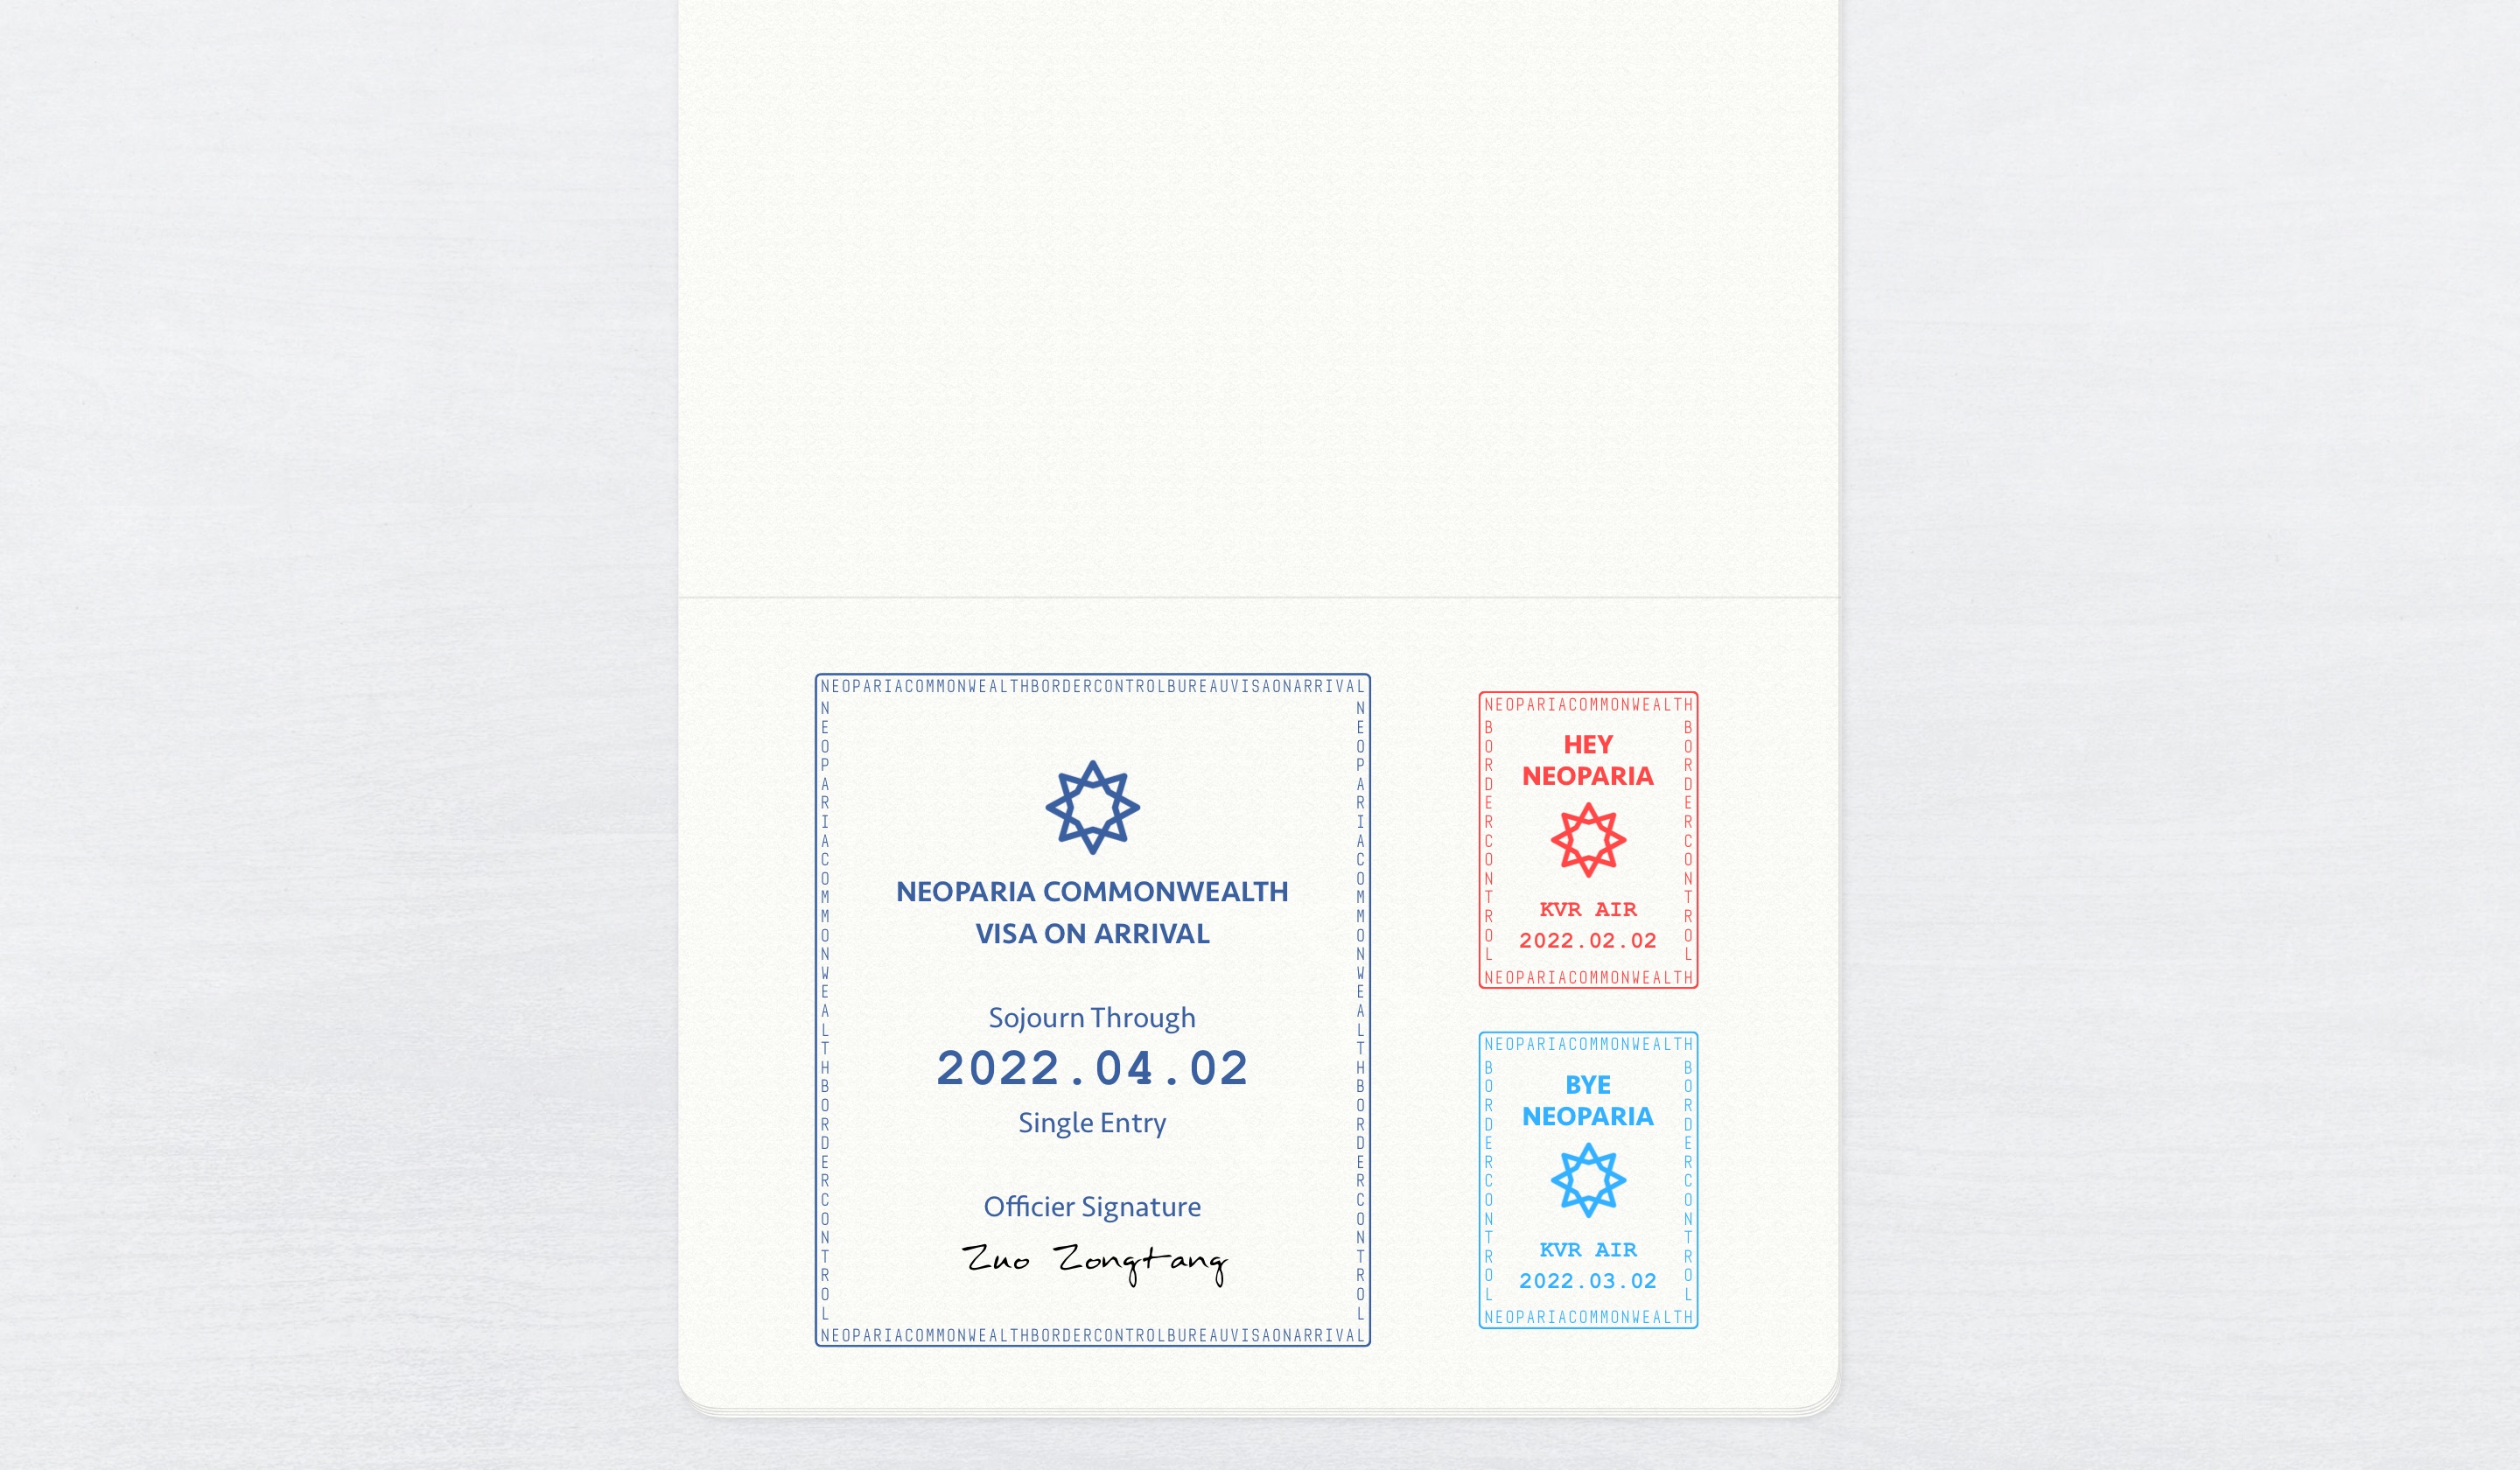 NEOPARIACOMMONWEALTHBORDERCONTROLBUREAUVISAONARRIVAL
NEOPARIACOMMONWEALTHBORDERCONTROL
NEOPARIA COMMONWEALTH
VISA ON ARRIVAL
Sojourn Through
2022.04.02
Single Entry
Officier Signature
Zuo Zongtang
NEOPARIACOMMONWEALTHBORDERCONTROL
NEOPARIACOMMONWEALTHBORDERCONTROLBUREAUVISAONARRIVAL
NEOPARIACOMMONWEALTH
BORDERCONTROL
HEY
NEOPARIA
KVR AIR
2022.02.02
BORDERCONTROL
NEOPARIACOMMONWEALTH
NEOPARIACOMMONWEALTH
BORDERCONTROL
BYE
NEOPARIA
KVR AIR
2022.03.02
BORDERCONTROL
NEOPARIACOMMONWEALTH